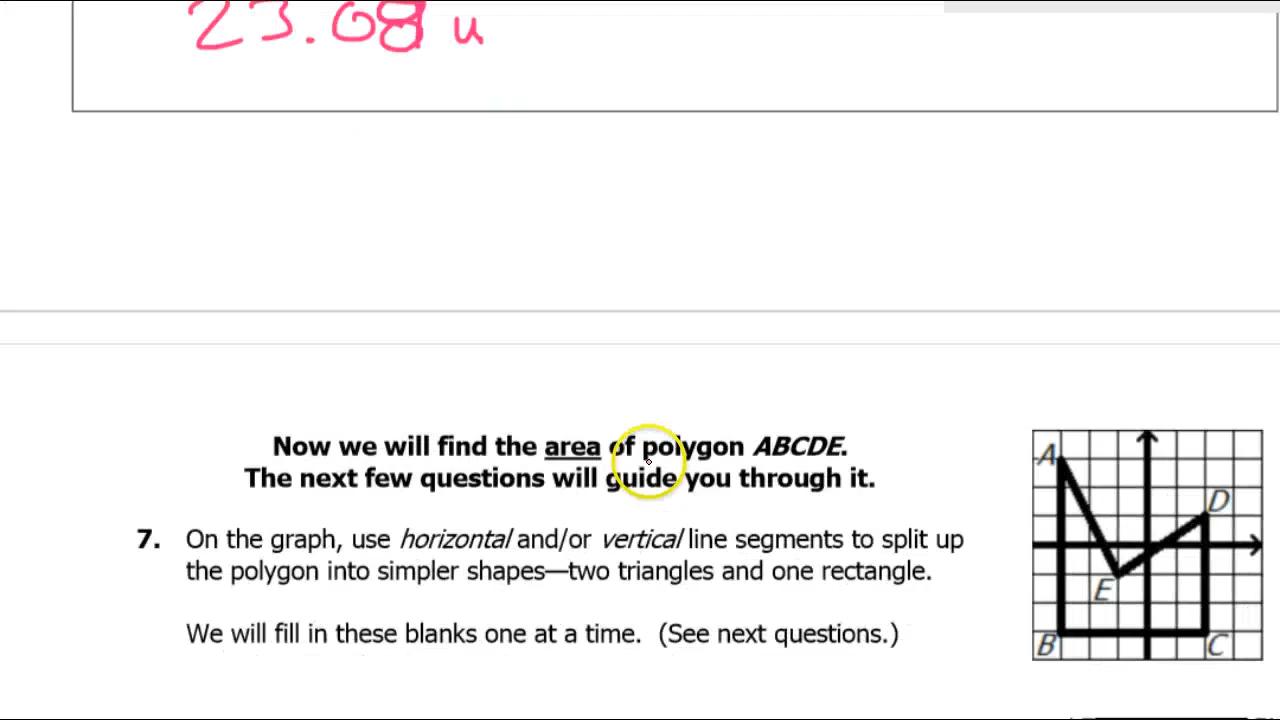 23.08 u
Now we will find the area of polygon ABCDE.
The next few questions will guide you through it.
7. On the graph, use horizontal and/or vertical line segments to split up
the polygon into simpler shapes—two triangles and one rectangle.
We will fill in these blanks one at a time. (See next questions.)
A
D
E
B
C